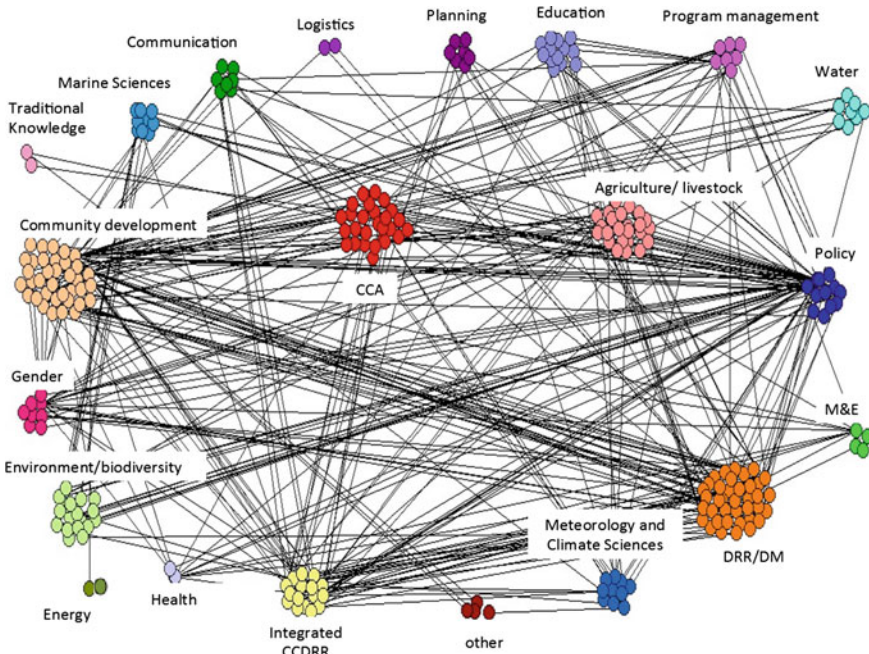 Logistics
Planning
Education
Program management
Communication
Marine Sciences
Water
Traditional
Knowledge
Agriculture/ livestock
Community development
Policy
CCA
Gender
M&E
Environment/biodiversity
Meteorology and
Climate Sciences
DRR/DM
Energy
Health
Integrated
CCDRR
other